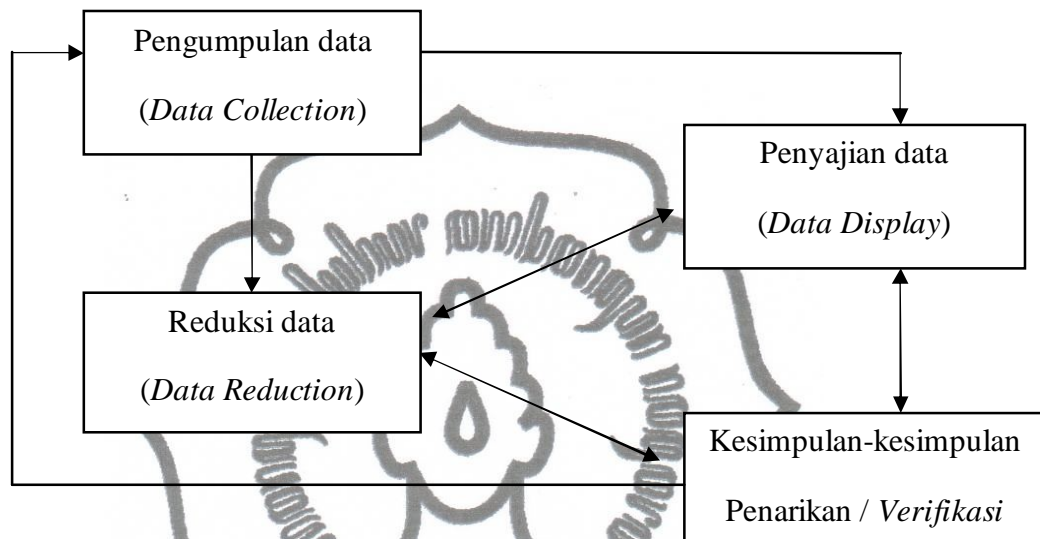 Pengumpulan data
(Data Collection)
Penyajian data
(Data Display)
Reduksi data
(Data Reduction)
Kesimpulan-kesimpulan
Penarikan / Verifikasi